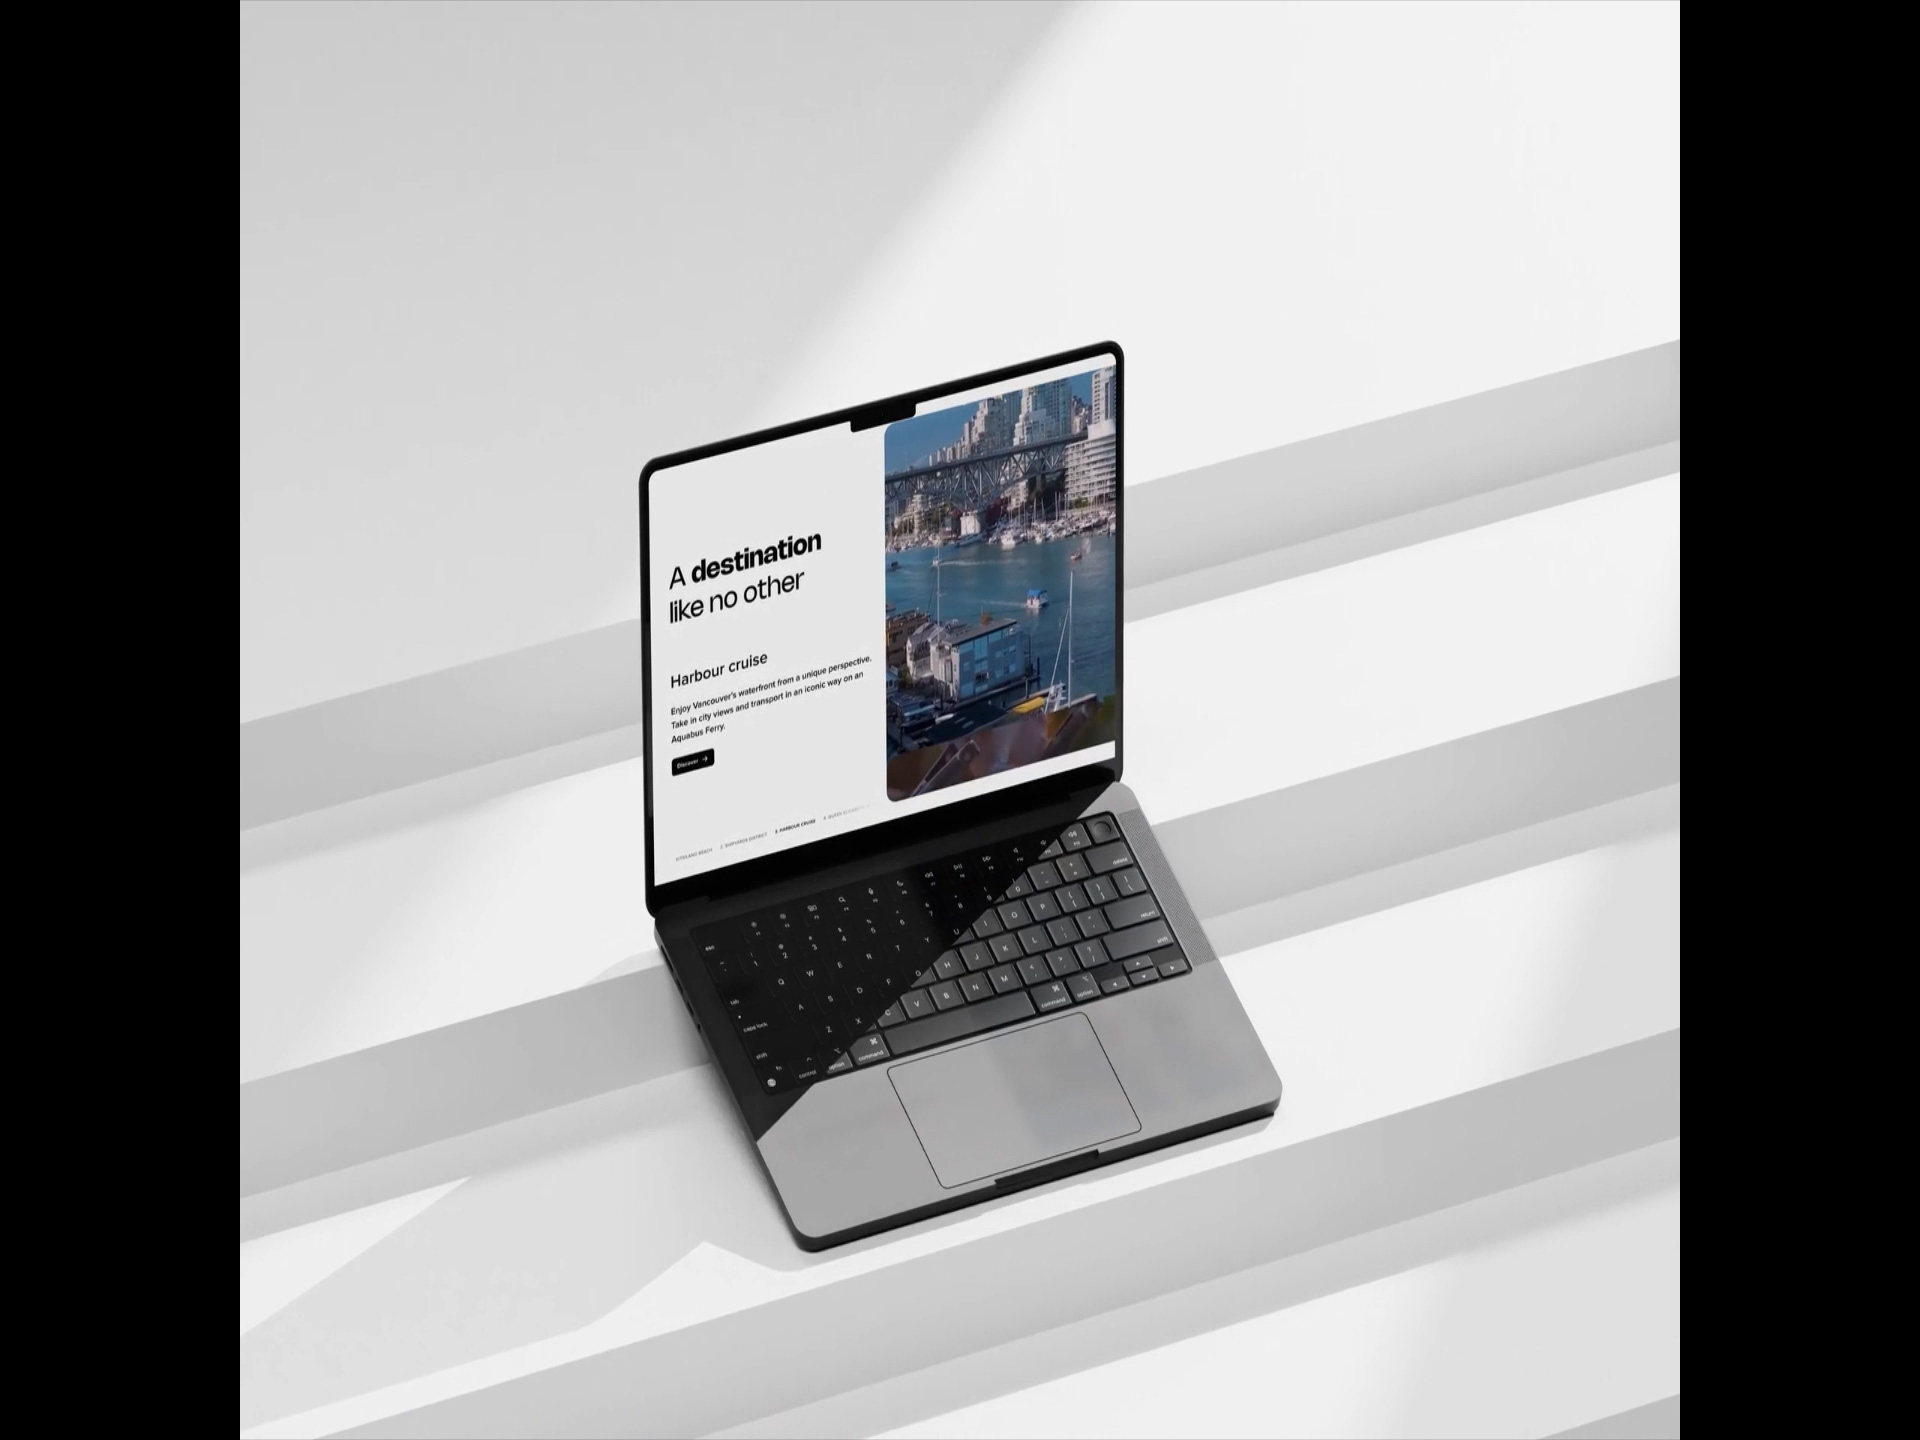 A destination
like no other
Harbour cruise
Enjoy Vancouver's waterfront from a unique perspective.
Take in city views and transport in an iconic way on an
Aquabus Ferry.
Discover →
KITSILANO BEACH 2. SHIPYARDS DISTRICT 3. HARBOUR CRUISE 4. QUEEN
esc
delete
tab
Q W E R T Y U I O P
return
caps lock A S D F G H J K L
shift Z X C V B N M shift
fn control option command command option